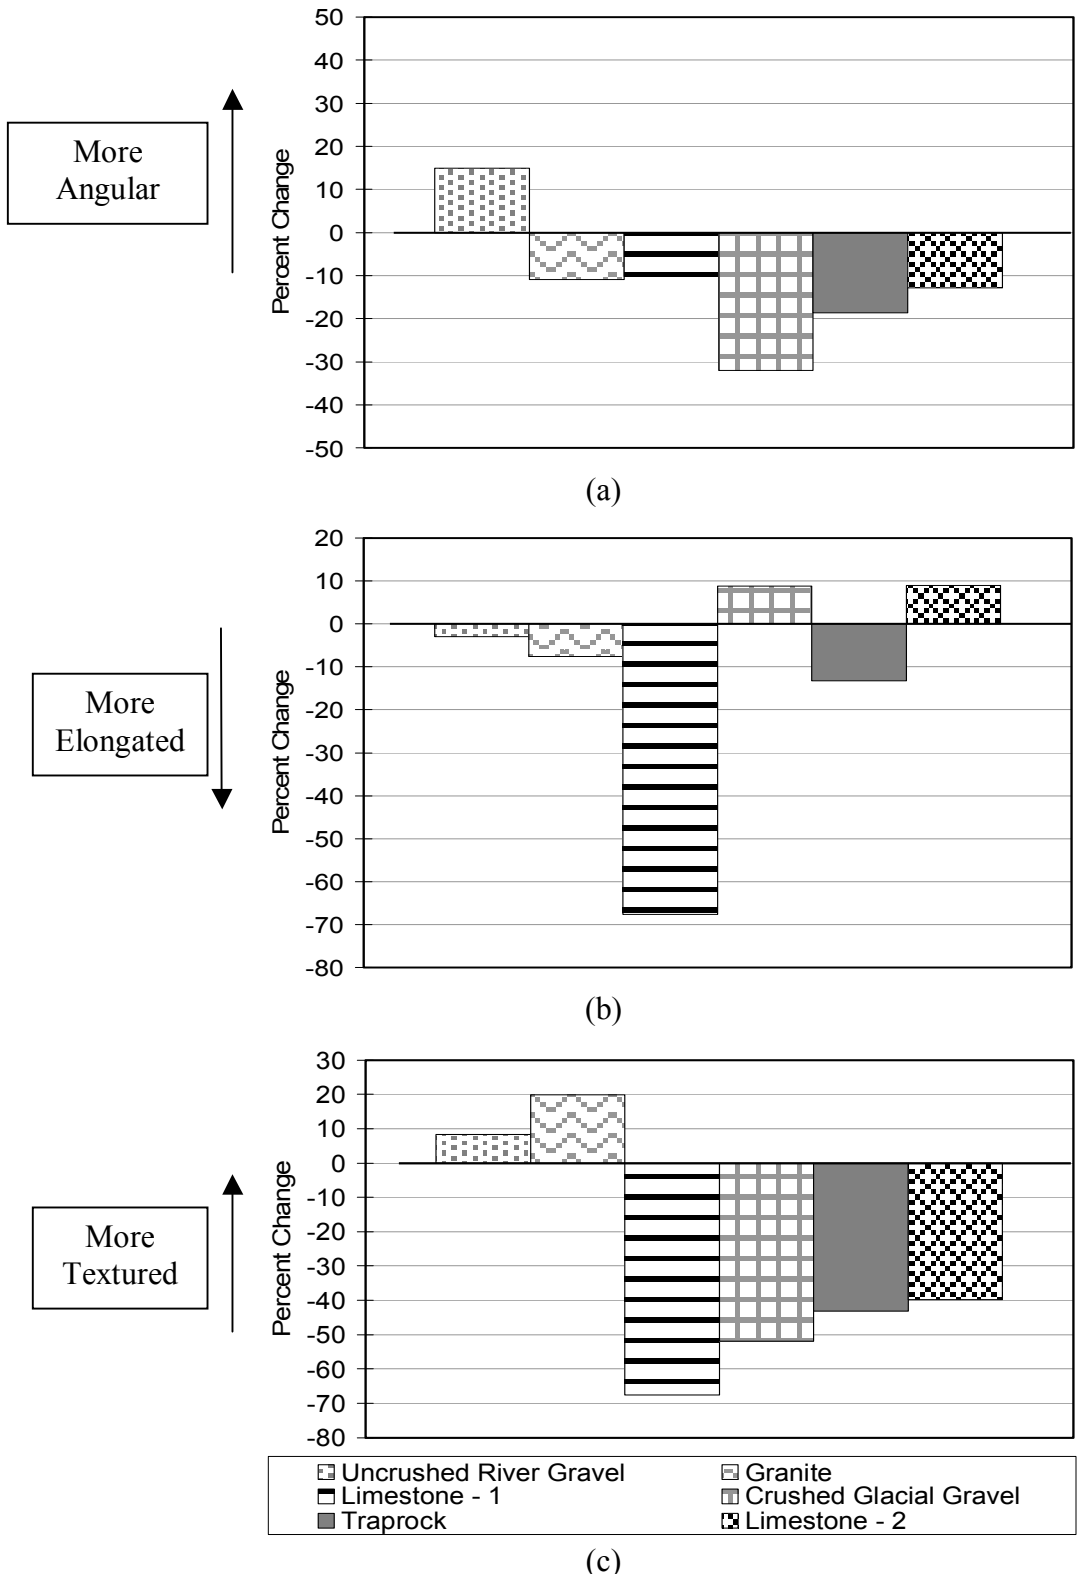 50
40
30
20
10
0
-10
-20
-30
-40
-50
Percent Change
More
Angular
(a)
20
10
0
-10
-20
-30
-40
-50
-60
-70
-80
Percent Change
More
Elongated
(b)
30
20
10
0
-10
-20
-30
-40
-50
-60
-70
-80
Percent Change
More
Textured
Uncrushed River Gravel Granite
Limestone - 1 Crushed Glacial Gravel
Traprock Limestone - 2
(c)